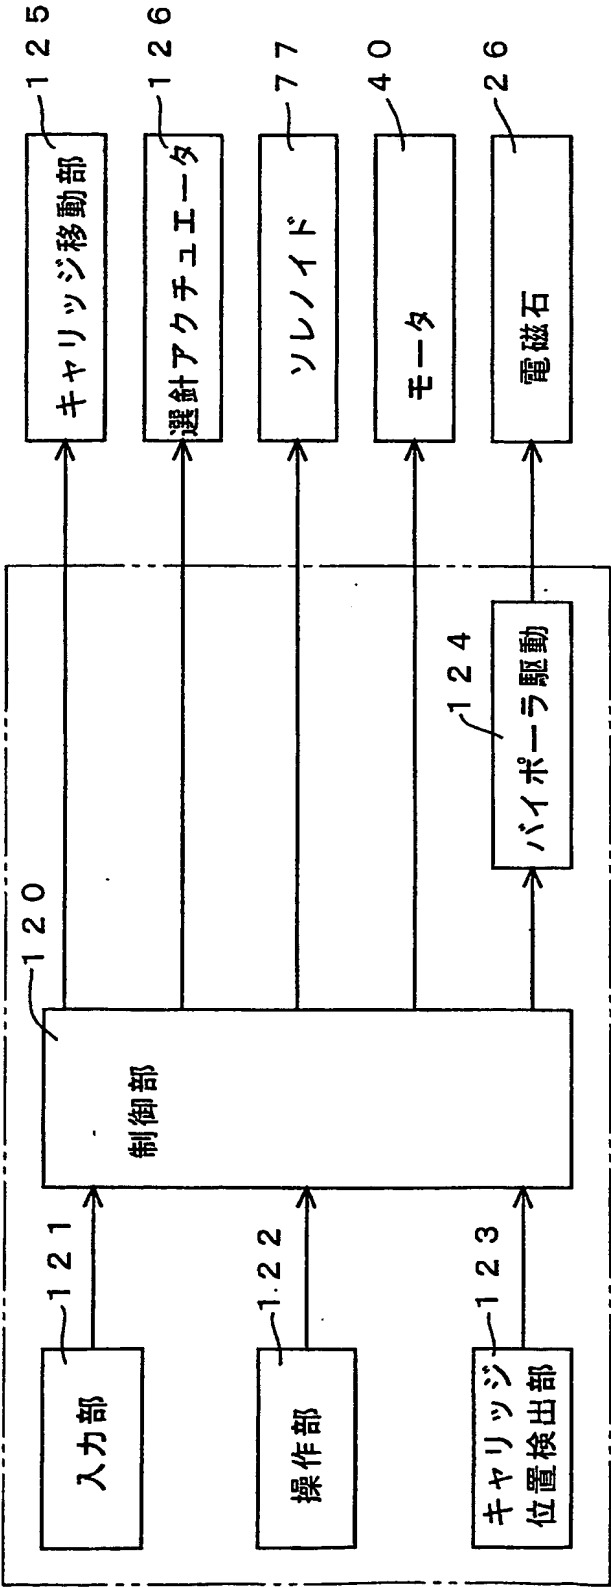 121
入力部
122
操作部
123
キャリッジ
位置検出部
120
制御部
124
バイポーラ駆動
125
キャリッジ移動部
126
選針アクチュエータ
77
ソレノイド
40
モータ
26
電磁石